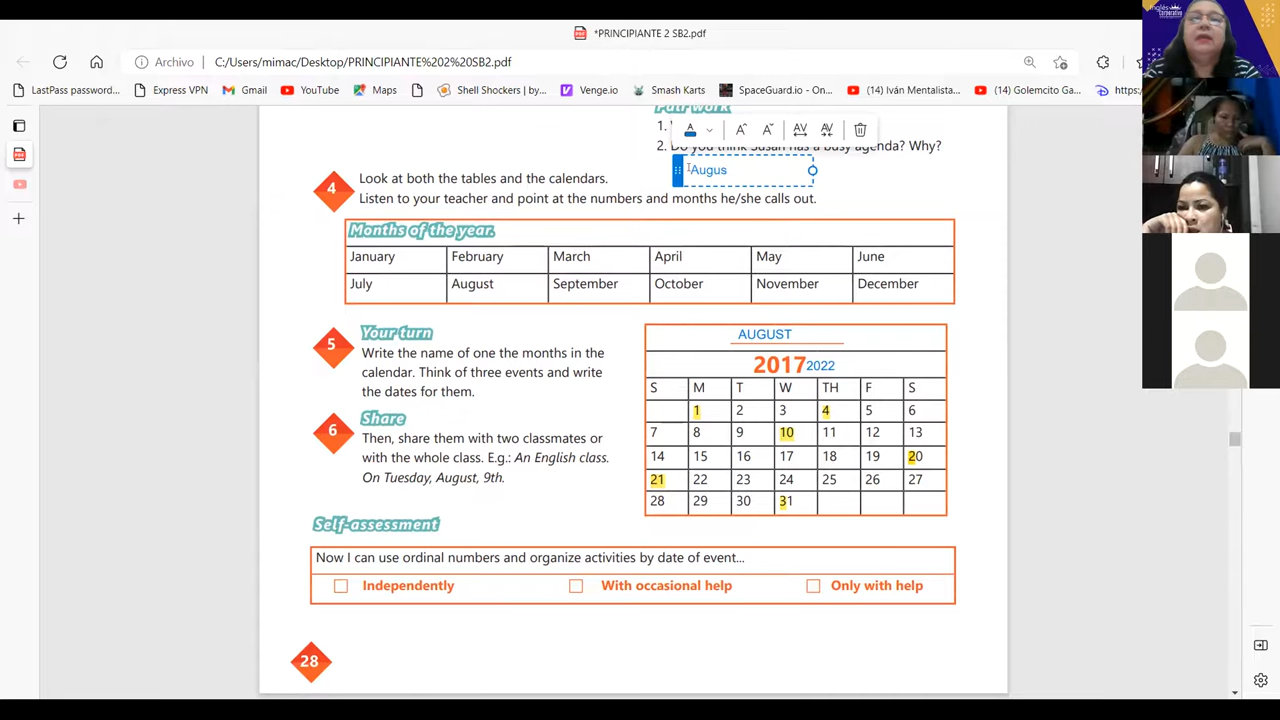 *PRINCIPIANTE 2 SB2.pdf
Archivo C:/Users/mimac/Desktop/PRINCIPIANTE%202%20SB2.pdf
LastPass password... Express VPN Gmail YouTube Maps Shell Shockers | by... Venge.io Smash Karts SpaceGuard.io - On... (14) Iván Mentalista... (14) Golemcito Ga... https:
Pair work
1.
2. Do you think Susan has a busy agenda? Why?
Augus
4
Look at both the tables and the calendars.
Listen to your teacher and point at the numbers and months he/she calls out.
Months of the year.
January February March April May June
July August September October November December
5
Your turn
Write the name of one the months in the
calendar. Think of three events and write
the dates for them.
6
Share
Then, share them with two classmates or
with the whole class. E.g.: An English class.
On Tuesday, August, 9th.
AUGUST
2017 2022
S M T W TH F S
1 2 3 4 5 6
7 8 9 10 11 12 13
14 15 16 17 18 19 20
21 22 23 24 25 26 27
28 29 30 31
Self-assessment
Now I can use ordinal numbers and organize activities by date of event...
Independently With occasional help Only with help
28
Inglés
corporativo